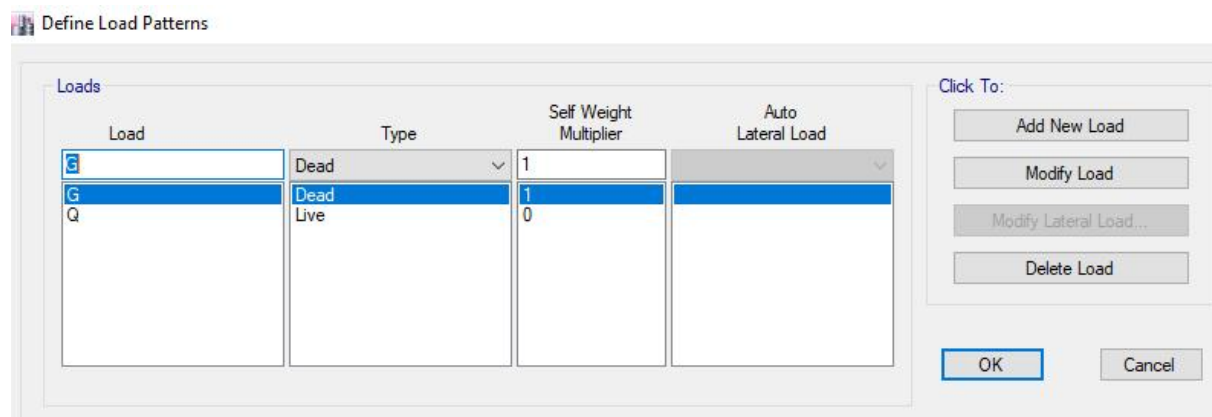 Define Load Patterns
Loads
Click To:
Load Type Self Weight Multiplier Auto Lateral Load
G Dead 1
G Dead 1
Q Live 0
Add New Load
Modify Load
Modify Lateral Load...
Delete Load
OK Cancel